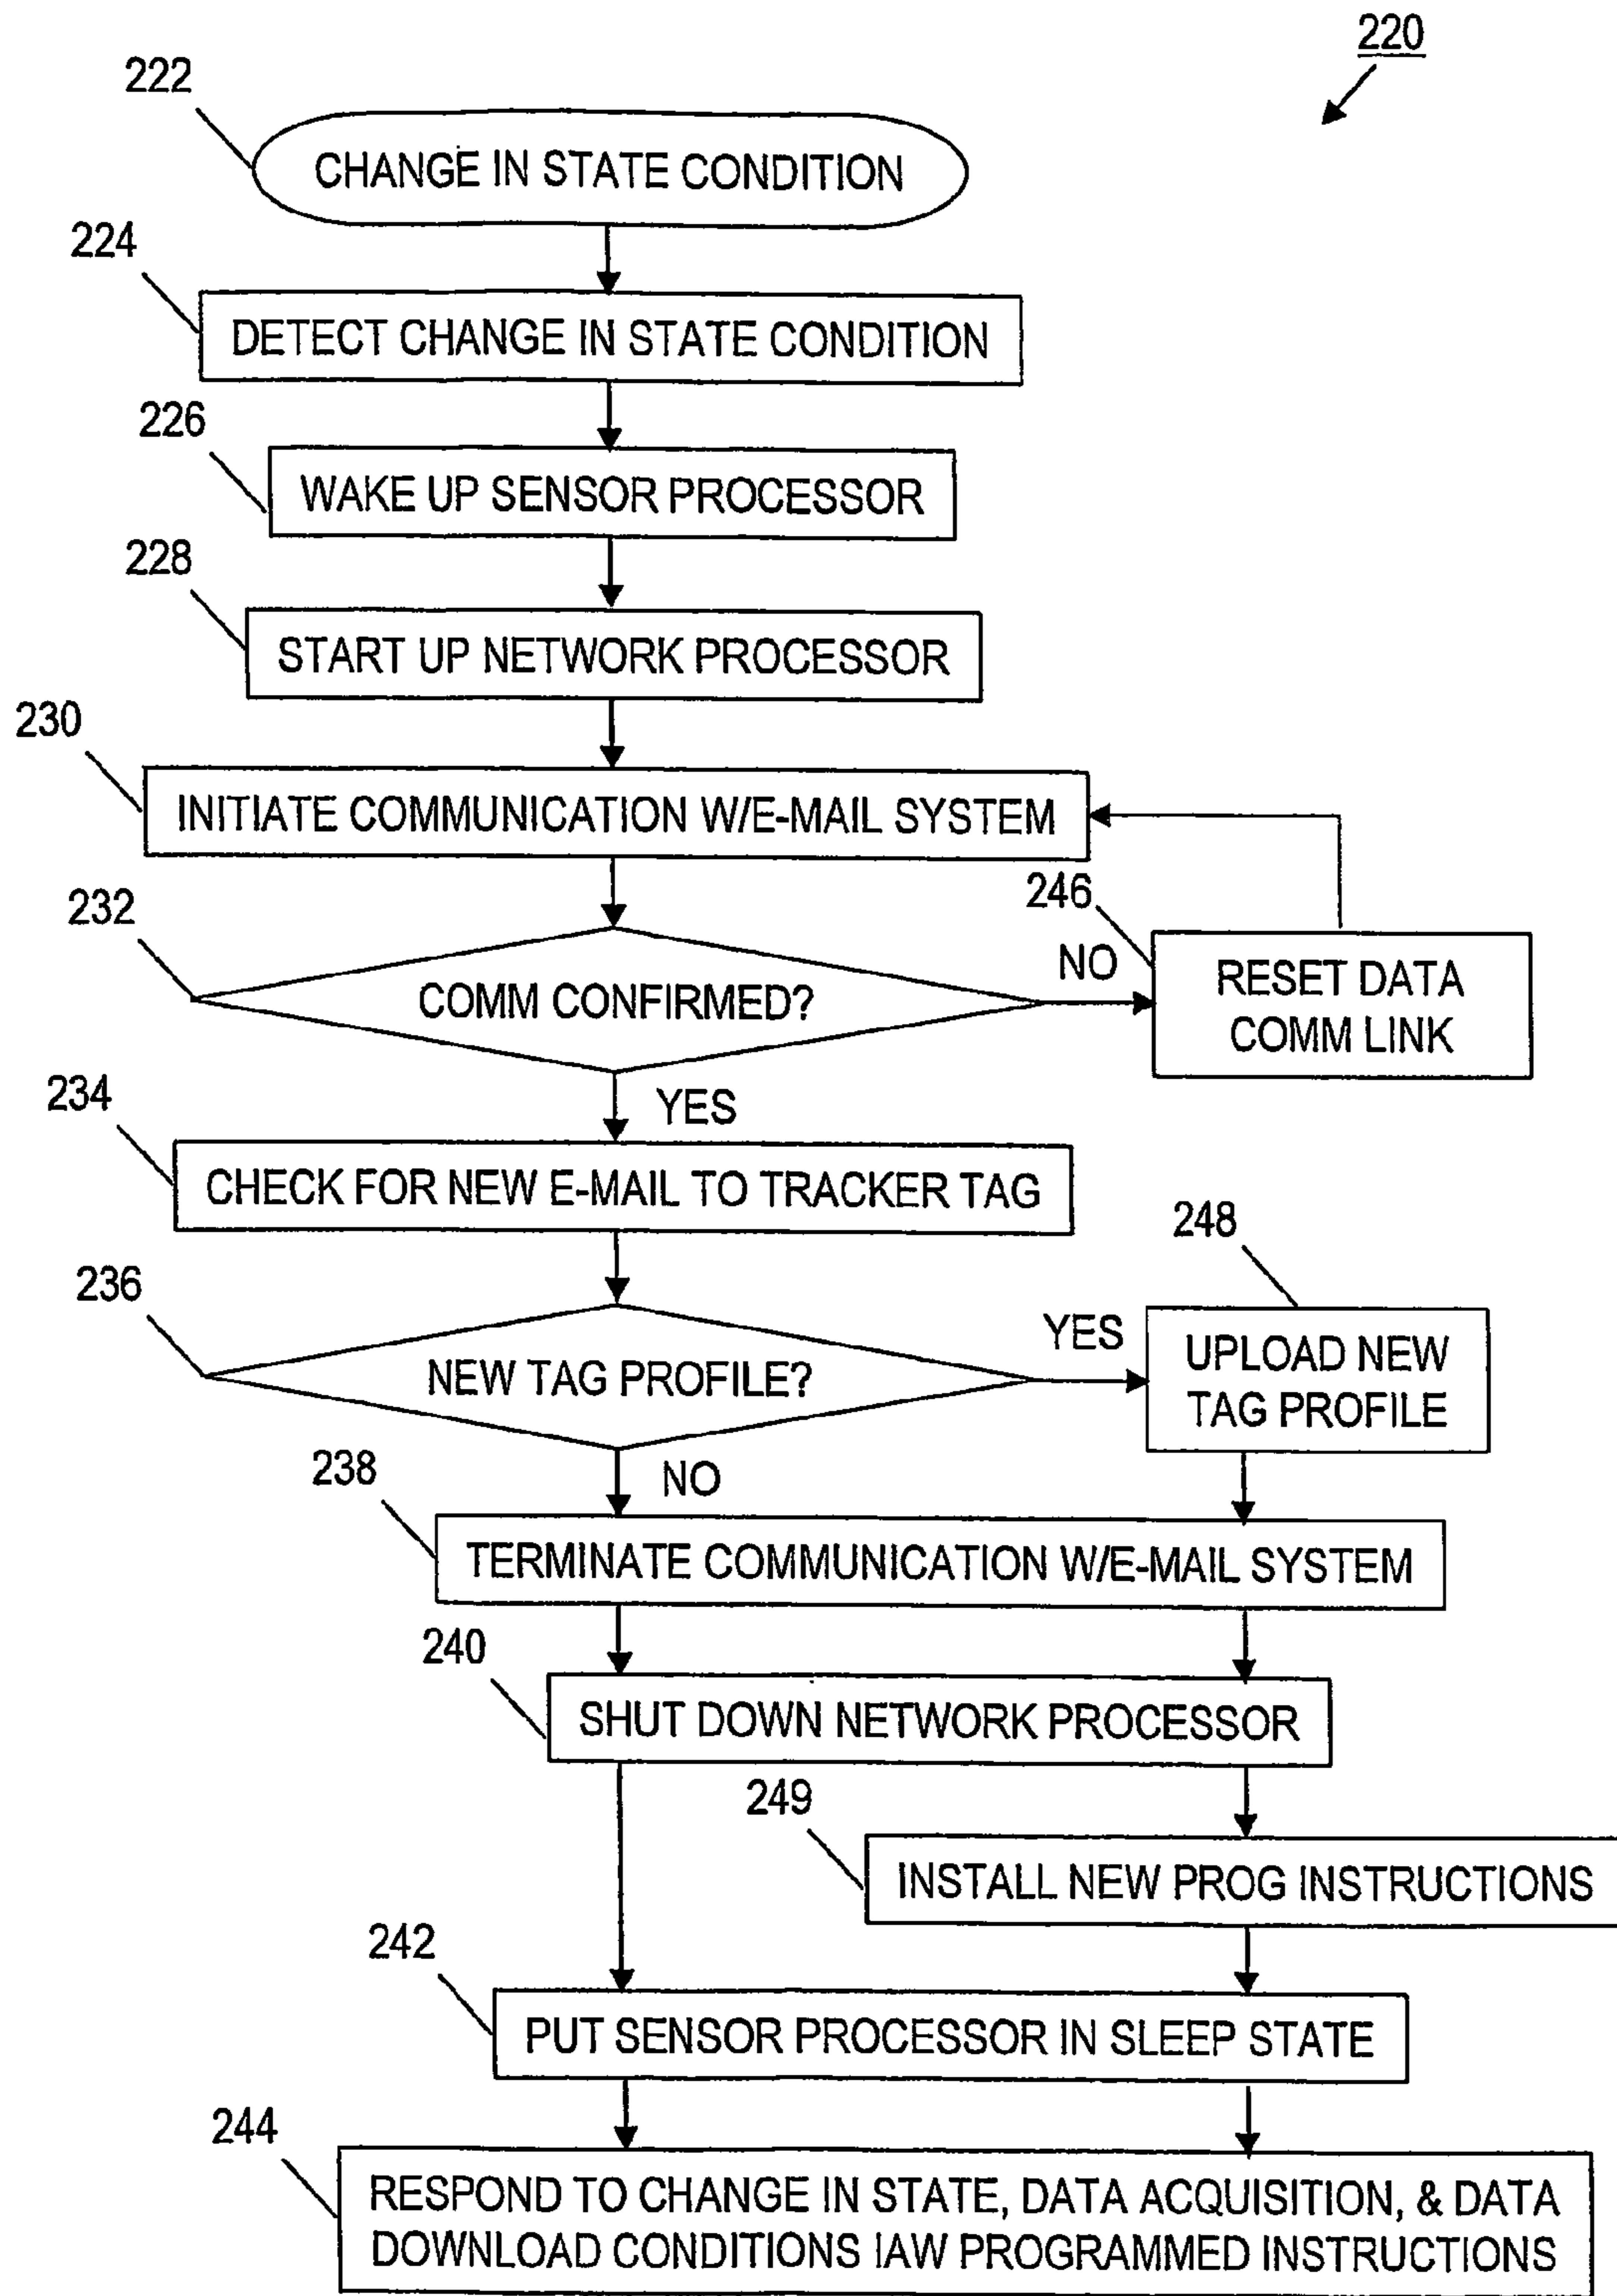 220
222
CHANGE IN STATE CONDITION
224
DETECT CHANGE IN STATE CONDITION
226
WAKE UP SENSOR PROCESSOR
228
START UP NETWORK PROCESSOR
230
INITIATE COMMUNICATION W/E-MAIL SYSTEM
232
COMM CONFIRMED?
NO
246
RESET DATA
COMM LINK
YES
234
CHECK FOR NEW E-MAIL TO TRACKER TAG
236
NEW TAG PROFILE?
YES
248
UPLOAD NEW
TAG PROFILE
NO
238
TERMINATE COMMUNICATION W/E-MAIL SYSTEM
240
SHUT DOWN NETWORK PROCESSOR
249
INSTALL NEW PROG INSTRUCTIONS
242
PUT SENSOR PROCESSOR IN SLEEP STATE
244
RESPOND TO CHANGE IN STATE, DATA ACQUISITION, & DATA
DOWNLOAD CONDITIONS IAW PROGRAMMED INSTRUCTIONS